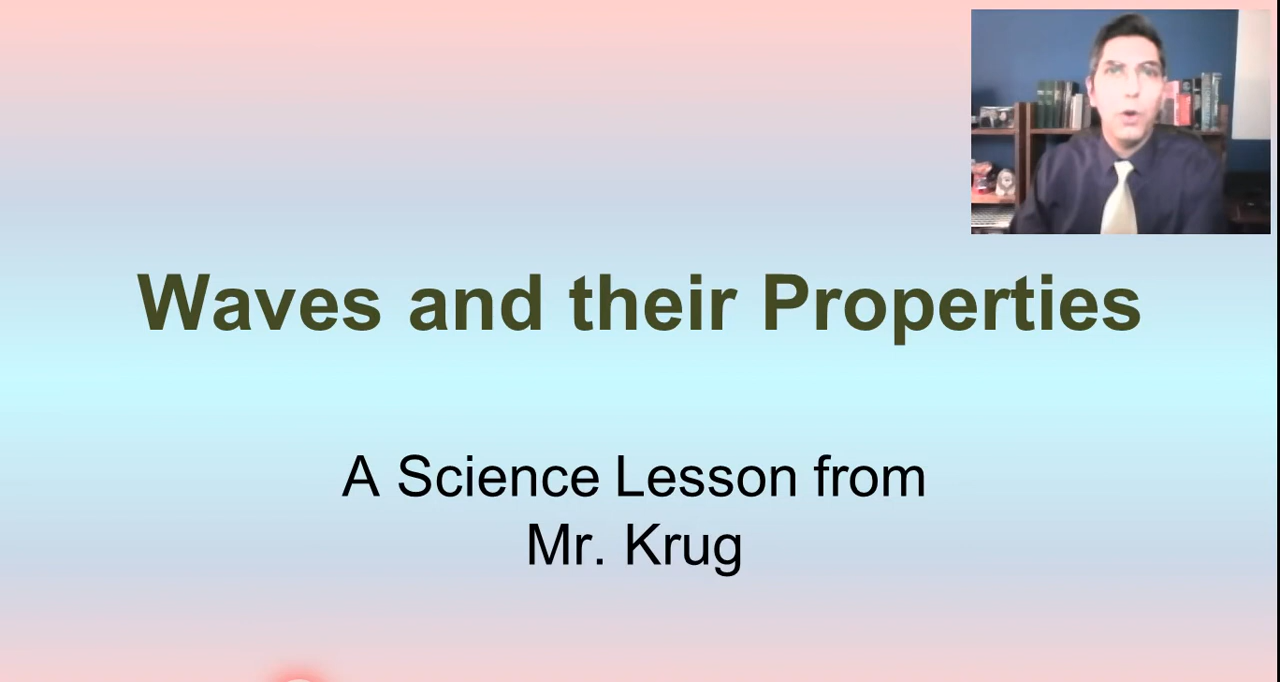 Waves and their Properties
A Science Lesson from
Mr. Krug